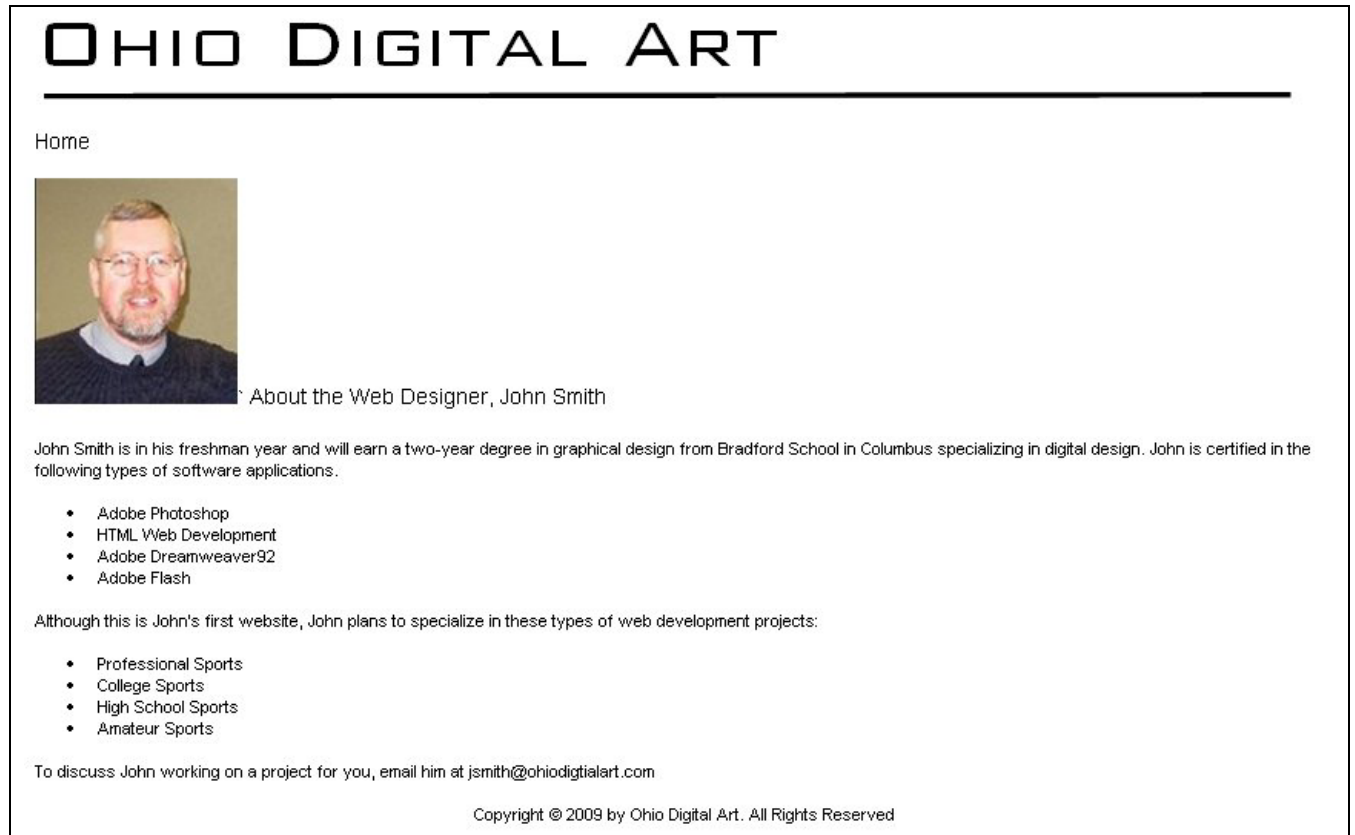 OHIO DIGITAL ART
Home
` About the Web Designer, John Smith
John Smith is in his freshman year and will earn a two-year degree in graphical design from Bradford School in Columbus specializing in digital design. John is certified in the
following types of software applications.
• Adobe Photoshop
• HTML Web Development
• Adobe Dreamweaver92
• Adobe Flash
Although this is John's first website, John plans to specialize in these types of web development projects:
• Professional Sports
• College Sports
• High School Sports
• Amateur Sports
To discuss John working on a project for you, email him at jsmith@ohiodigtialart.com
Copyright © 2009 by Ohio Digital Art. All Rights Reserved